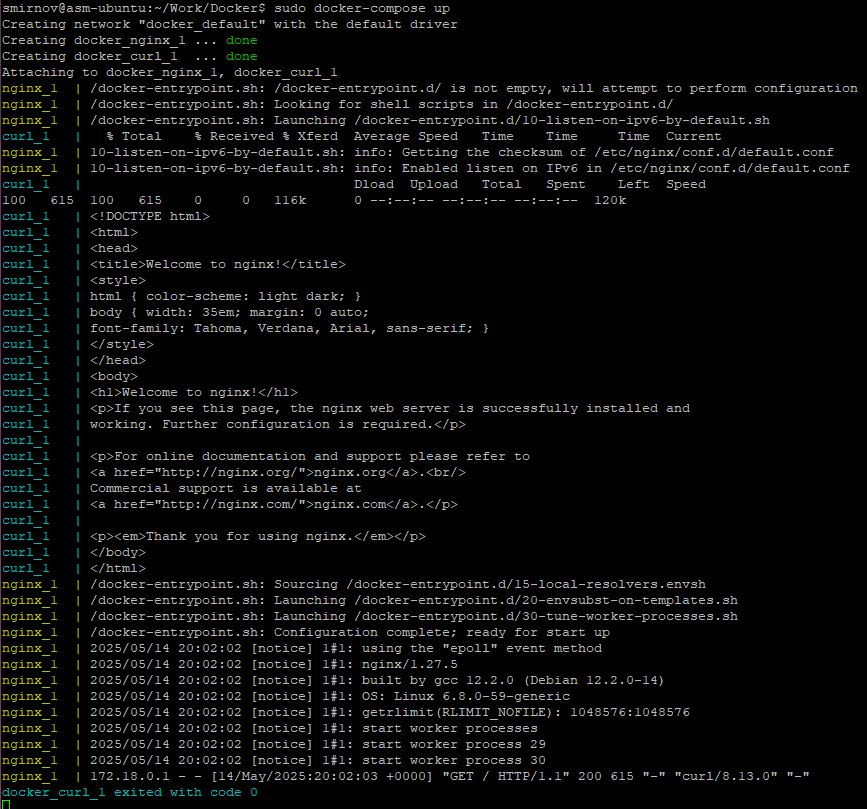 smirnov@asm-ubuntu:~/Work/Docker$ sudo docker-compose up
Creating network "docker_default" with the default driver
Creating docker_nginx_1 ... done
Creating docker_curl_1  ... done
Attaching to docker_nginx_1, docker_curl_1
nginx_1  | /docker-entrypoint.sh: /docker-entrypoint.d/ is not empty, will attempt to perform configuration
nginx_1  | /docker-entrypoint.sh: Looking for shell scripts in /docker-entrypoint.d/
nginx_1  | /docker-entrypoint.sh: Launching /docker-entrypoint.d/10-listen-on-ipv6-by-default.sh
curl_1   |   % Total    % Received % Xferd  Average Speed   Time    Time     Time  Current
nginx_1  | 10-listen-on-ipv6-by-default.sh: info: Getting the checksum of /etc/nginx/conf.d/default.conf
nginx_1  | 10-listen-on-ipv6-by-default.sh: info: Enabled listen on IPv6 in /etc/nginx/conf.d/default.conf
curl_1   |                                  Dload  Upload   Total   Spent    Left  Speed
100   615  100   615    0     0   116k      0 --:--:-- --:--:-- --:--:--  120k
curl_1   | <!DOCTYPE html>
curl_1   | <html>
curl_1   | <head>
curl_1   | <title>Welcome to nginx!</title>
curl_1   | <style>
curl_1   | html { color-scheme: light dark; }
curl_1   | body { width: 35em; margin: 0 auto;
curl_1   | font-family: Tahoma, Verdana, Arial, sans-serif; }
curl_1   | </style>
curl_1   | </head>
curl_1   | <body>
curl_1   | <h1>Welcome to nginx!</h1>
curl_1   | <p>If you see this page, the nginx web server is successfully installed and
curl_1   | working. Further configuration is required.</p>
curl_1   |
curl_1   | <p>For online documentation and support please refer to
curl_1   | <a href="http://nginx.org/">nginx.org</a>.<br/>
curl_1   | Commercial support is available at
curl_1   | <a href="http://nginx.com/">nginx.com</a>.</p>
curl_1   |
curl_1   | <p><em>Thank you for using nginx.</em></p>
curl_1   | </body>
curl_1   | </html>
nginx_1  | /docker-entrypoint.sh: Sourcing /docker-entrypoint.d/15-local-resolvers.envsh
nginx_1  | /docker-entrypoint.sh: Launching /docker-entrypoint.d/20-envsubst-on-templates.sh
nginx_1  | /docker-entrypoint.sh: Launching /docker-entrypoint.d/30-tune-worker-processes.sh
nginx_1  | /docker-entrypoint.sh: Configuration complete; ready for start up
nginx_1  | 2025/05/14 20:02:02 [notice] 1#1: using the "epoll" event method
nginx_1  | 2025/05/14 20:02:02 [notice] 1#1: nginx/1.27.5
nginx_1  | 2025/05/14 20:02:02 [notice] 1#1: built by gcc 12.2.0 (Debian 12.2.0-14)
nginx_1  | 2025/05/14 20:02:02 [notice] 1#1: OS: Linux 6.8.0-59-generic
nginx_1  | 2025/05/14 20:02:02 [notice] 1#1: getrlimit(RLIMIT_NOFILE): 1048576:1048576
nginx_1  | 2025/05/14 20:02:02 [notice] 1#1: start worker processes
nginx_1  | 2025/05/14 20:02:02 [notice] 1#1: start worker process 29
nginx_1  | 2025/05/14 20:02:02 [notice] 1#1: start worker process 30
nginx_1  | 172.18.0.1 - - [14/May/2025:20:02:03 +0000] "GET / HTTP/1.1" 200 615 "-" "curl/8.13.0" "-"
docker_curl_1 exited with code 0